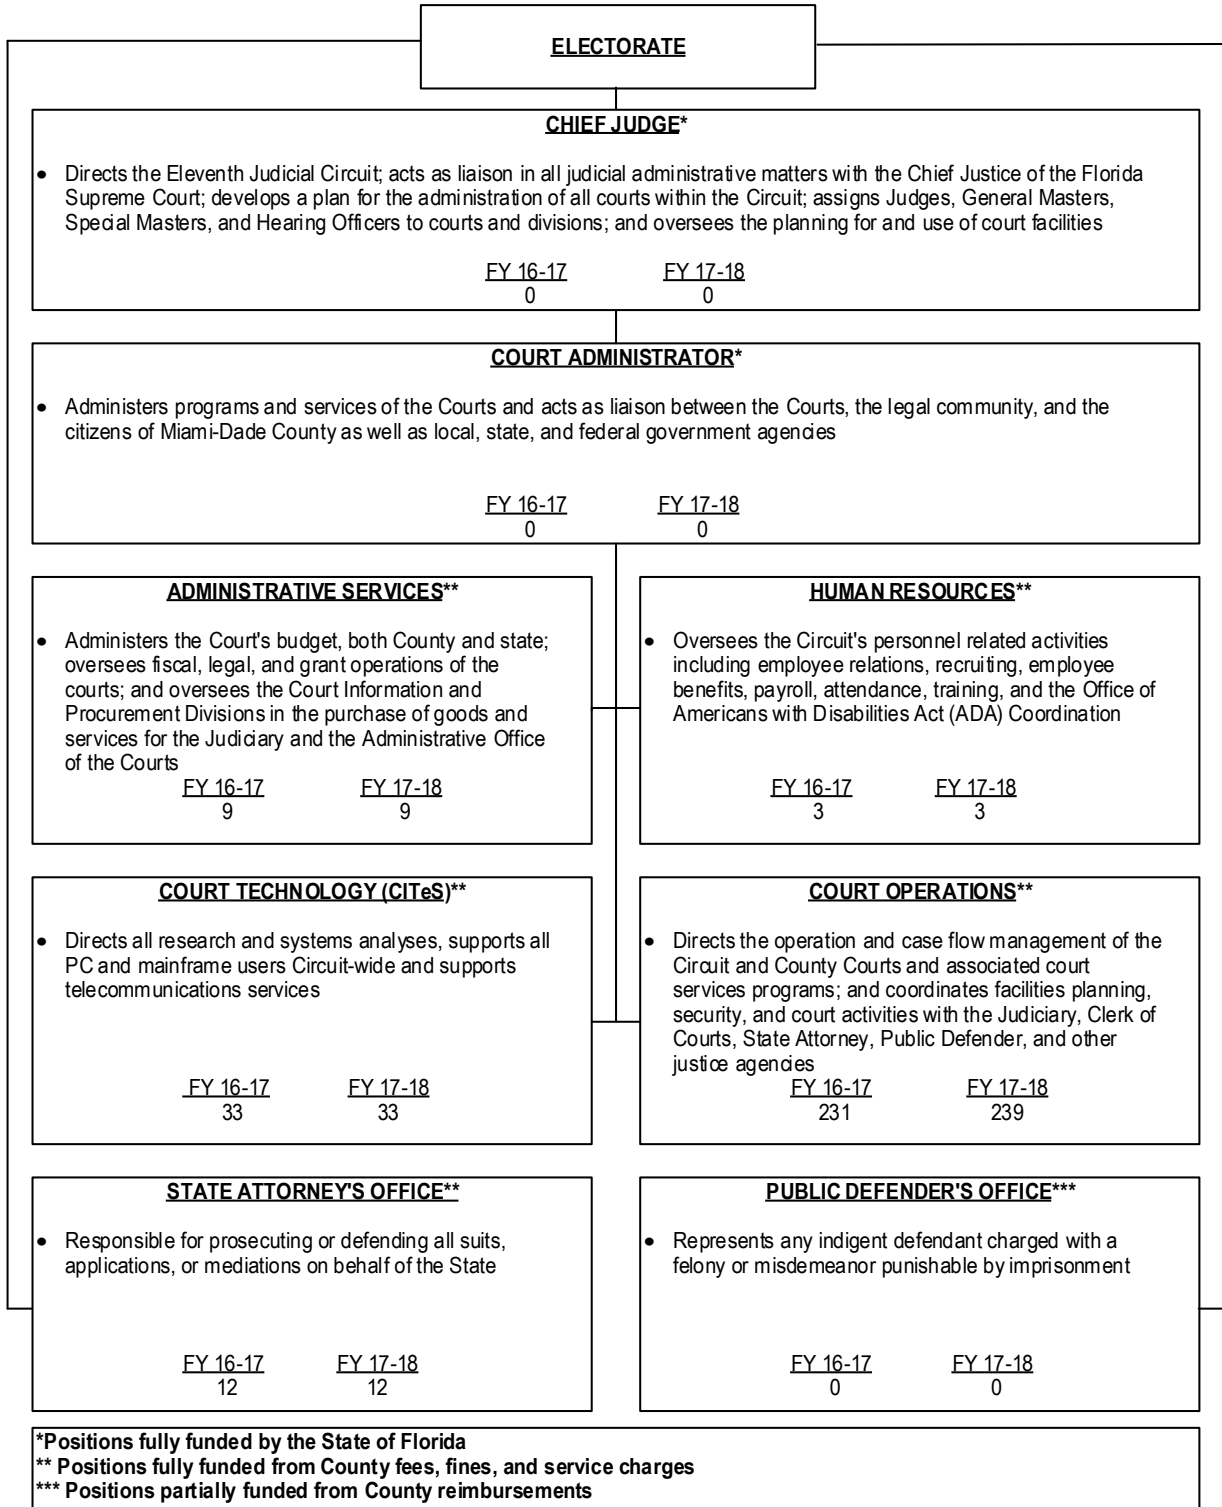 ELECTORATE
CHIEF JUDGE*
• Directs the Eleventh Judicial Circuit; acts as liaison in all judicial administrative matters with the Chief Justice of the Florida
Supreme Court; develops a plan for the administration of all courts within the Circuit; assigns Judges, General Masters,
Special Masters, and Hearing Officers to courts and divisions; and oversees the planning for and use of court facilities
FY 16-17 FY 17-18
0 0
COURT ADMINISTRATOR*
• Administers programs and services of the Courts and acts as liaison between the Courts, the legal community, and the
citizens of Miami-Dade County as well as local, state, and federal government agencies
FY 16-17 FY 17-18
0 0
ADMINISTRATIVE SERVICES**
• Administers the Court's budget, both County and state;
oversees fiscal, legal, and grant operations of the
courts; and oversees the Court Information and
Procurement Divisions in the purchase of goods and
services for the Judiciary and the Administrative Office
of the Courts
FY 16-17 FY 17-18
9 9
HUMAN RESOURCES**
• Oversees the Circuit's personnel related activities
including employee relations, recruiting, employee
benefits, payroll, attendance, training, and the Office of
Americans with Disabilities Act (ADA) Coordination
FY 16-17 FY 17-18
3 3
COURT TECHNOLOGY (CITeS)**
• Directs all research and systems analyses, supports all
PC and mainframe users Circuit-wide and supports
telecommunications services
FY 16-17 FY 17-18
33 33
COURT OPERATIONS**
• Directs the operation and case flow management of the
Circuit and County Courts and associated court
services programs; and coordinates facilities planning,
security, and court activities with the Judiciary, Clerk of
Courts, State Attorney, Public Defender, and other
justice agencies
FY 16-17 FY 17-18
231 239
STATE ATTORNEY'S OFFICE**
• Responsible for prosecuting or defending all suits,
applications, or mediations on behalf of the State
FY 16-17 FY 17-18
12 12
PUBLIC DEFENDER'S OFFICE***
• Represents any indigent defendant charged with a
felony or misdemeanor punishable by imprisonment
FY 16-17 FY 17-18
0 0
*Positions fully funded by the State of Florida
** Positions fully funded from County fees, fines, and service charges
*** Positions partially funded from County reimbursements